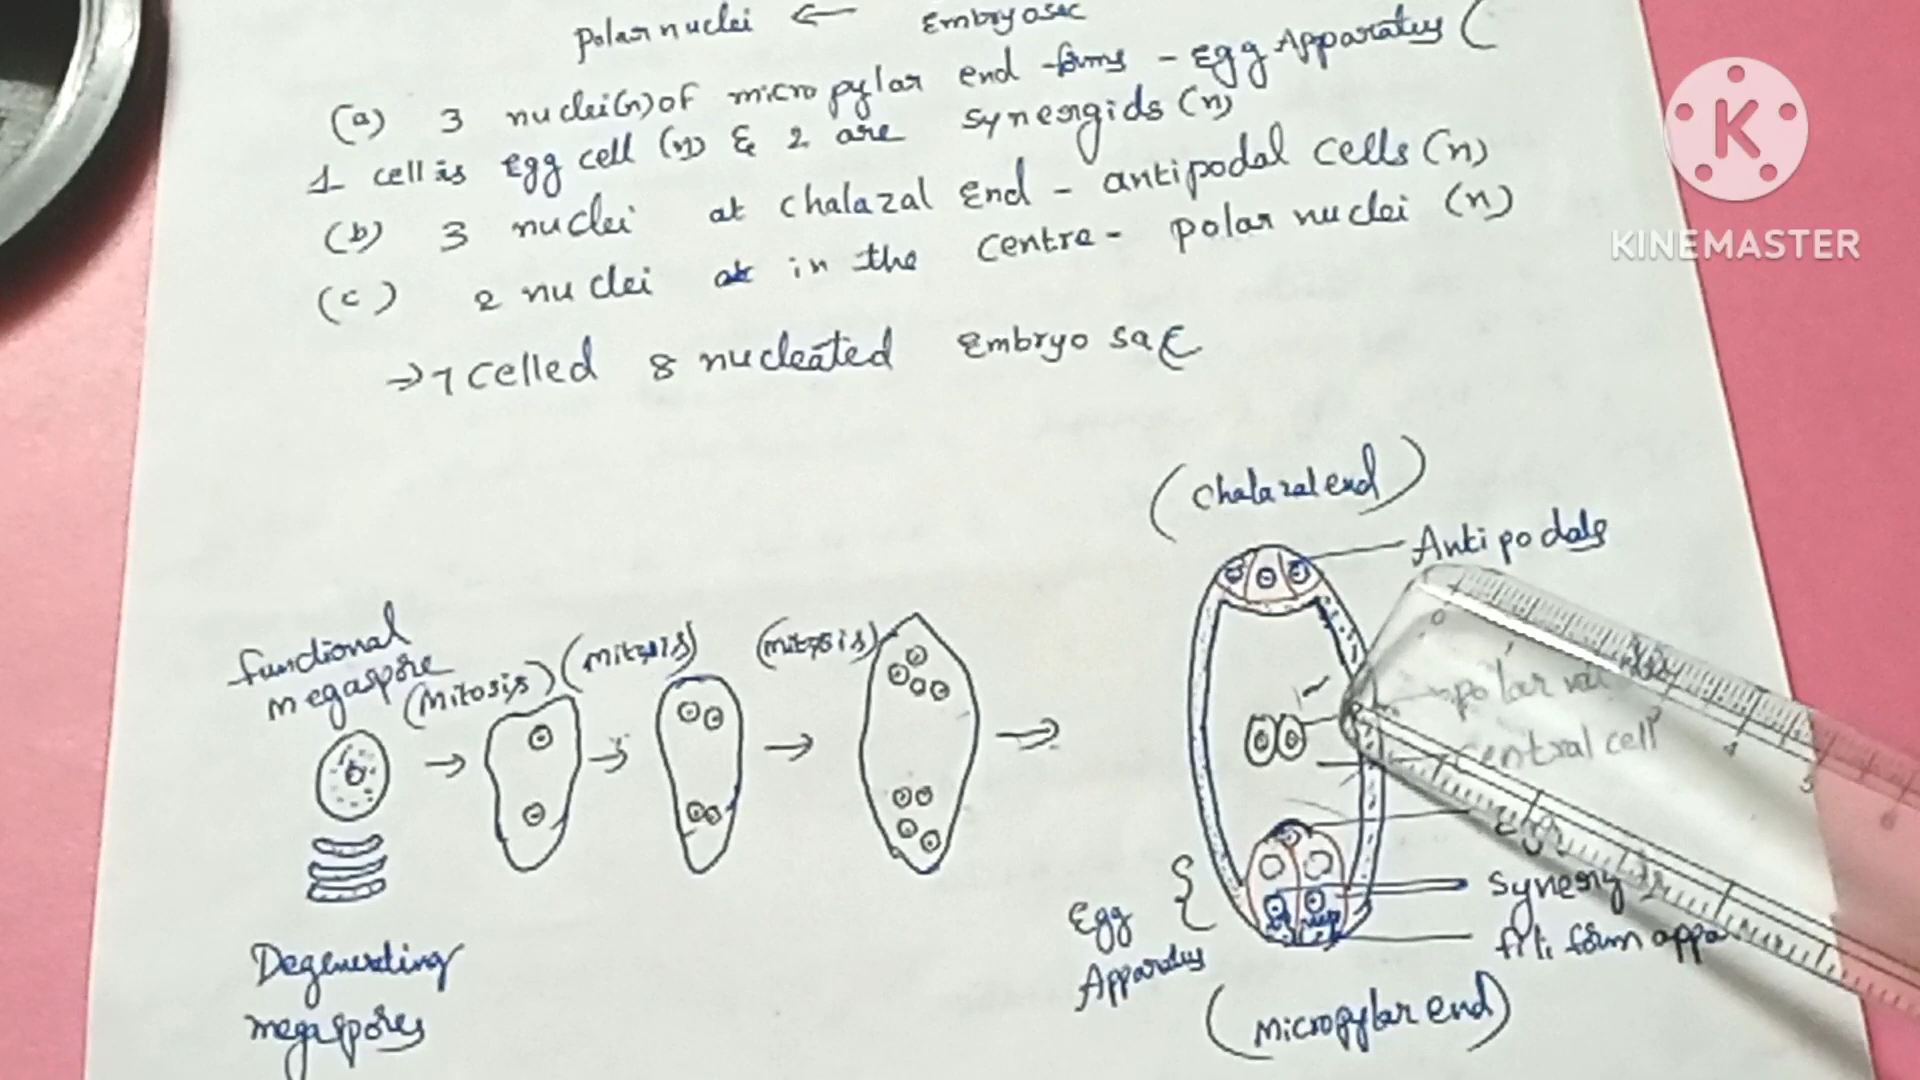 Polar nuclei ← Embryosac
(a) 3 nuclei(n) of micropylar end forms - Egg Apparatus (
1 cell is egg cell (n) & 2 are synergids (n)
(b) 3 nuclei at chalazal End - antipodal cells (n)
(c) 2 nuclei at in the centre - polar nuclei (n)
→ 7 celled 8 nucleated Embryo sac
K
KINEMASTER
(chalazal end)
Antipodals
functional
megaspore
(mitosis)
(mitosis)
(mitosis)
polar
central cell
Egg
Apparatus
(micropylar end)
Degenerating
megaspores